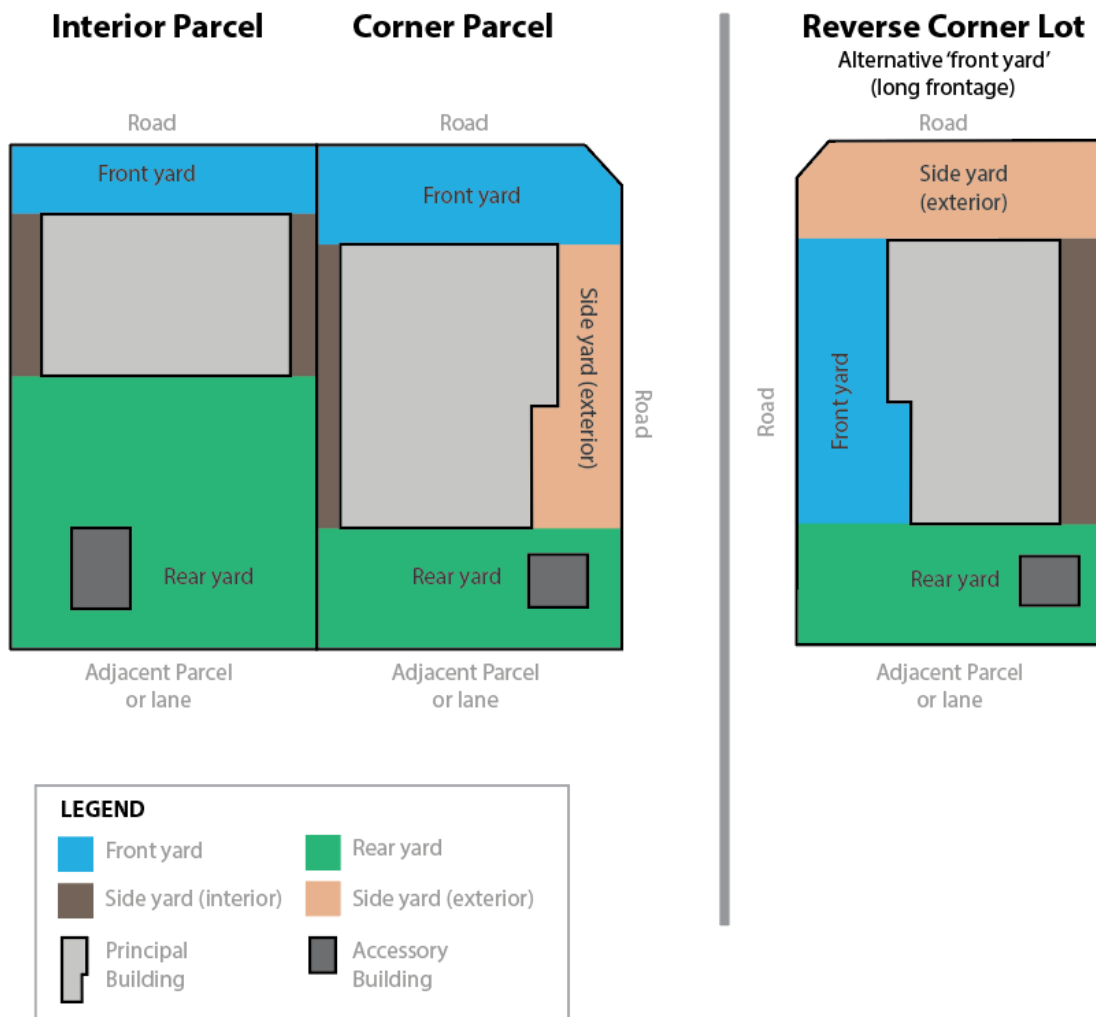 Interior Parcel
Corner Parcel
Reverse Corner Lot
Alternative ‘front yard’
(long frontage)
Road
Road
Road
Front yard
Front yard
Side yard
(exterior)
Side yard (exterior)
Road
Road
Front yard
Rear yard
Rear yard
Rear yard
Adjacent Parcel
or lane
Adjacent Parcel
or lane
Adjacent Parcel
or lane
LEGEND
Front yard
Rear yard
Side yard (interior)
Side yard (exterior)
Principal
Building
Accessory
Building